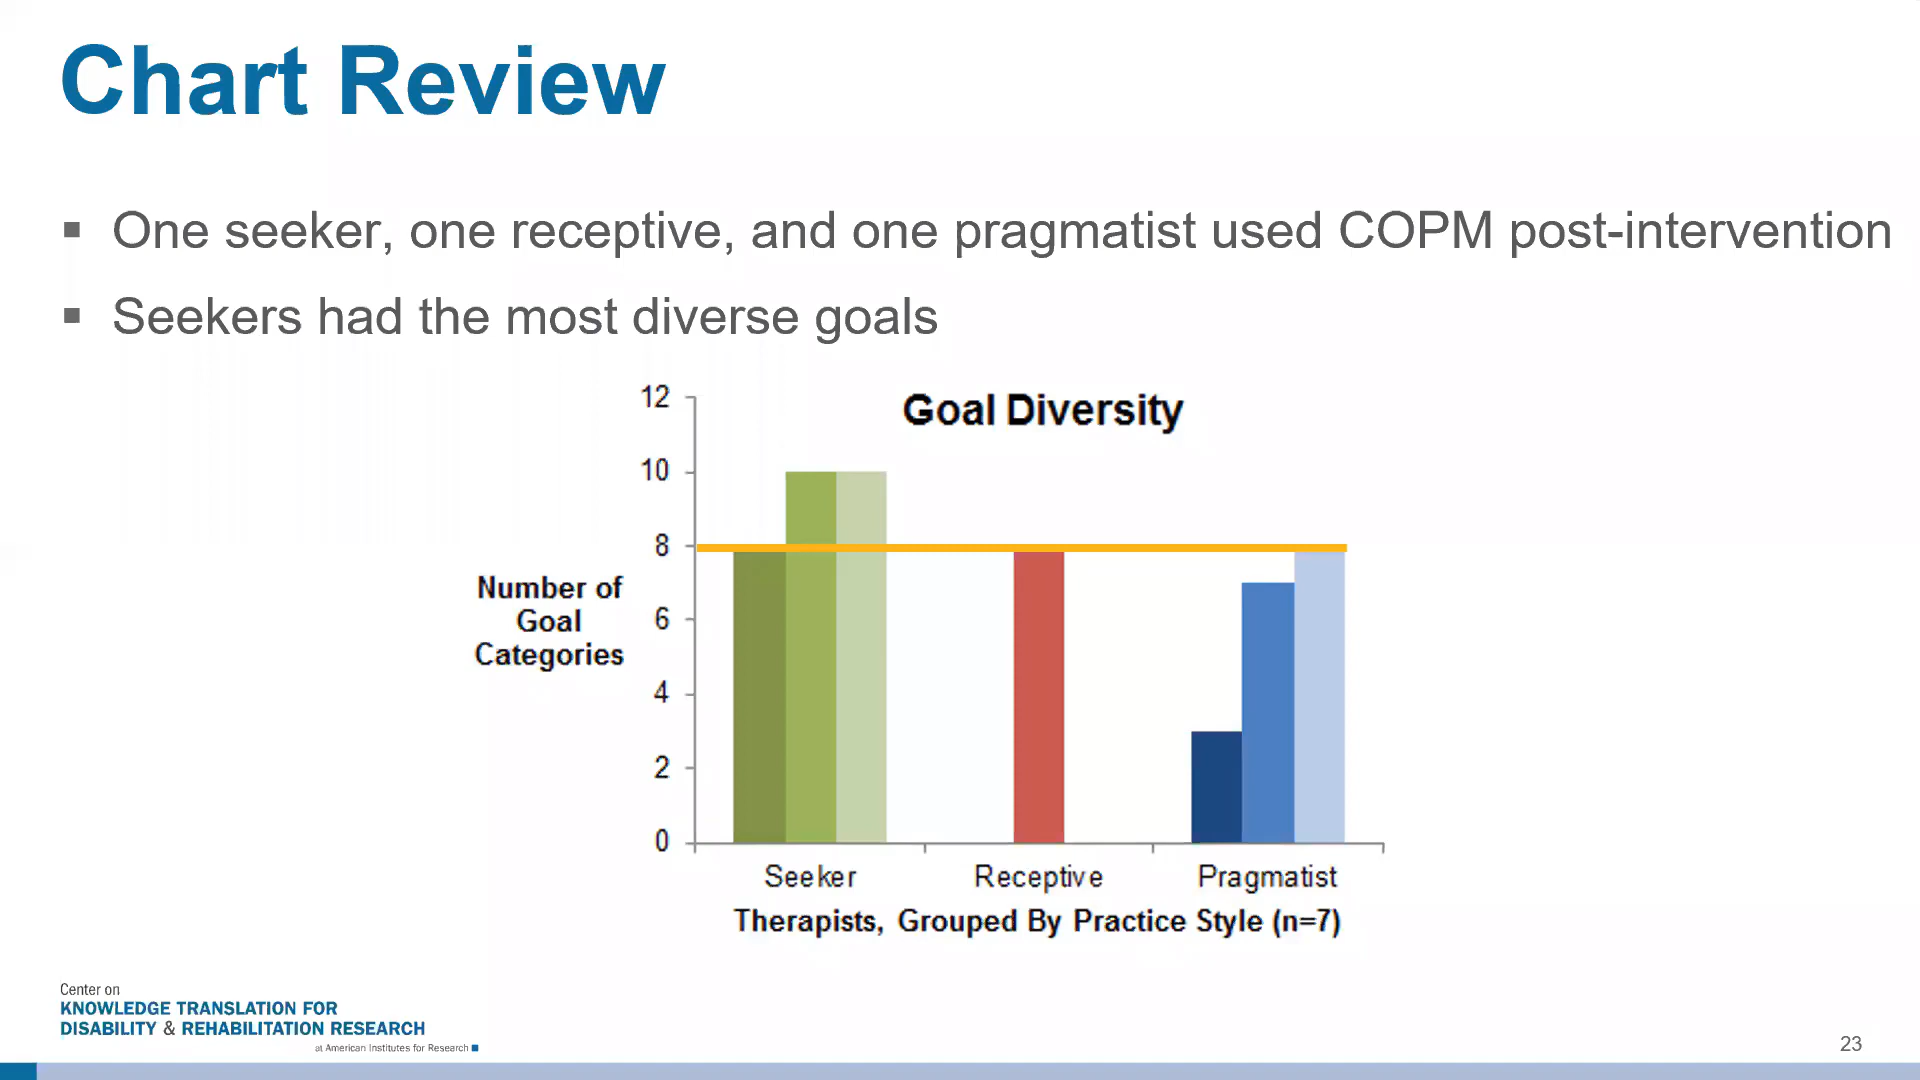 Chart Review
▪ One seeker, one receptive, and one pragmatist used COPM post-intervention
▪ Seekers had the most diverse goals
Goal Diversity
12
10
8
6
4
2
0
Number of
Goal
Categories
Seeker Receptive Pragmatist
Therapists, Grouped By Practice Style (n=7)
Center on
KNOWLEDGE TRANSLATION FOR
DISABILITY & REHABILITATION RESEARCH
at American Institutes for Research
23